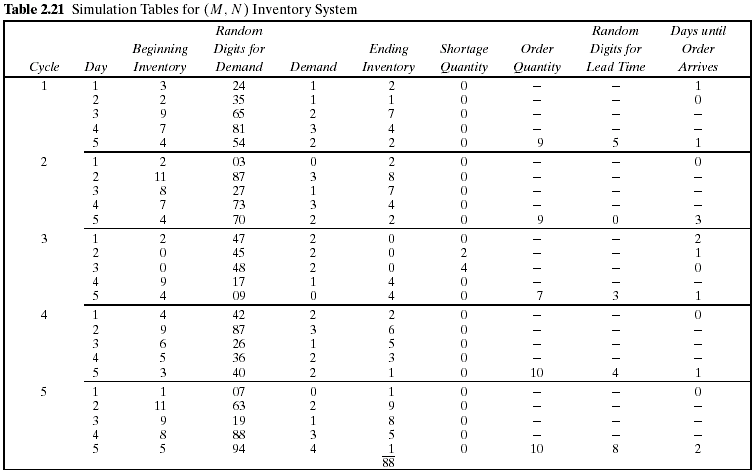 Table 2.21 Simulation Tables for (M, N) Inventory System
Random Random Days until
Beginning Digits for Ending Shortage Order Digits for Order
Cycle Day Inventory Demand Demand Inventory Quantity Quantity Lead Time Arrives
1 1 3 24 1 2 0 – – 1
2 2 35 1 1 0 – – 0
3 9 65 2 7 0 – – –
4 7 81 3 4 0 – – –
5 4 54 2 2 0 9 5 1
2 1 2 03 0 2 0 – – 0
2 11 87 3 8 0 – – –
3 8 27 1 7 0 – – –
4 7 73 3 4 0 – – –
5 4 70 2 2 0 9 0 3
3 1 2 47 2 0 0 – – 2
2 0 45 2 0 2 – – 1
3 0 48 2 0 4 – – 0
4 9 17 1 4 0 – – –
5 4 09 0 4 0 7 3 1
4 1 4 42 2 2 0 – – 0
2 9 87 3 6 0 – – –
3 6 26 1 5 0 – – –
4 5 36 2 3 0 – – –
5 3 40 2 1 0 10 4 1
5 1 1 07 0 1 0 – – 0
2 11 63 2 9 0 – – –
3 9 19 1 8 0 – – –
4 8 88 3 5 0 – – –
5 5 94 4 1 0 10 8 2
88